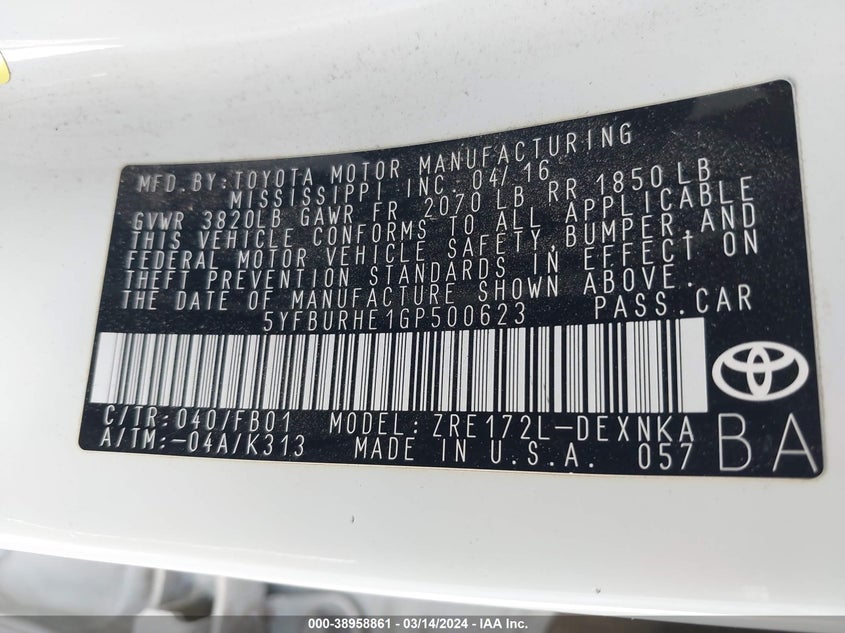 MFD. BY: TOYOTA MOTOR MANUFACTURING
MISSISSIPPI INC. 04/16
GVWR 3820LB GAWR FR 2070 LB RR 1850 LB
THIS VEHICLE CONFORMS TO ALL APPLICABLE
FEDERAL MOTOR VEHICLE SAFETY, BUMPER, AND
THEFT PREVENTION STANDARDS IN EFFECT ON
THE DATE OF MANUFACTURE SHOWN ABOVE.
5YFBURHE1GP500623 PASS. CAR
C/TR: 040/FB01 MODEL: ZRE172L-DEXNKA
A/TM: -04A/K313 MADE IN U.S.A. 057 BA
000-38958861 / 03/14/2024 - IAA Inc.